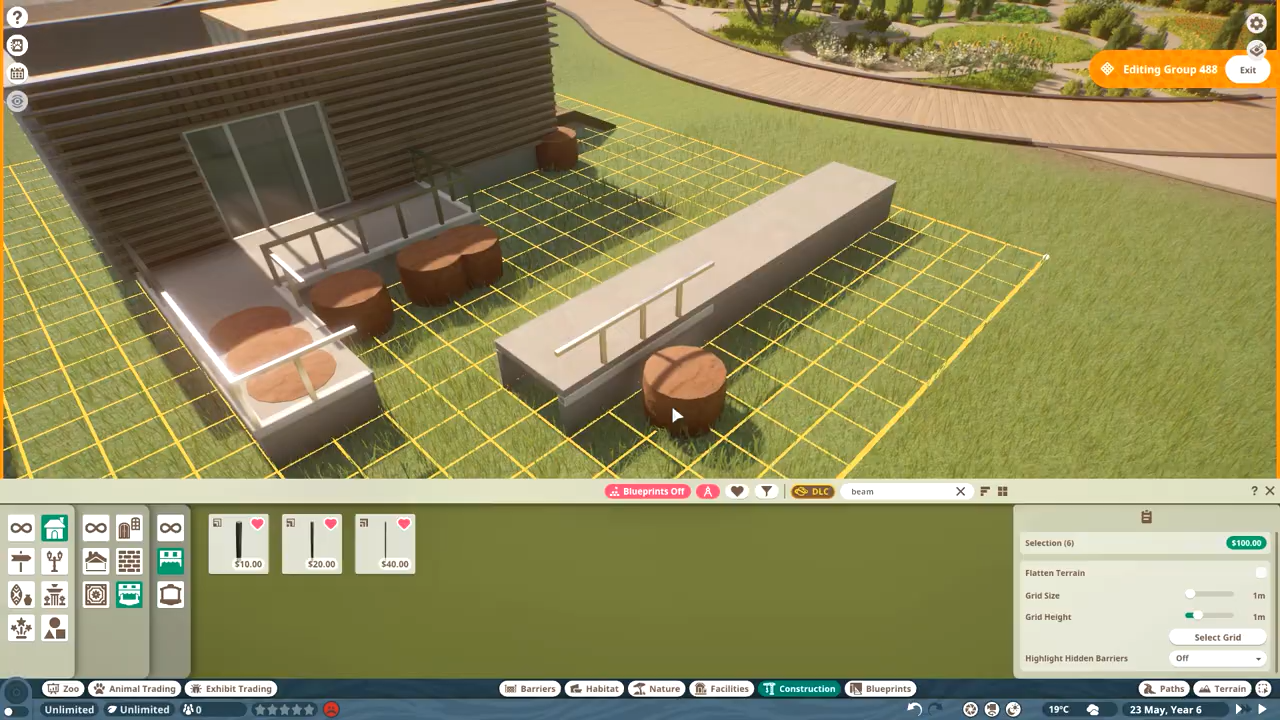 ?
Editing Group 488
Exit
Blueprints Off
DLC
beam
?
$10.00
$20.00
$40.00
Selection (6)
$100.00
Flatten Terrain
Grid Size
1m
Grid Height
1m
Select Grid
Highlight Hidden Barriers
Off
Zoo
Animal Trading
Exhibit Trading
Barriers
Habitat
Nature
Facilities
Construction
Blueprints
Paths
Terrain
Unlimited
Unlimited
0
19°C
23 May, Year 6